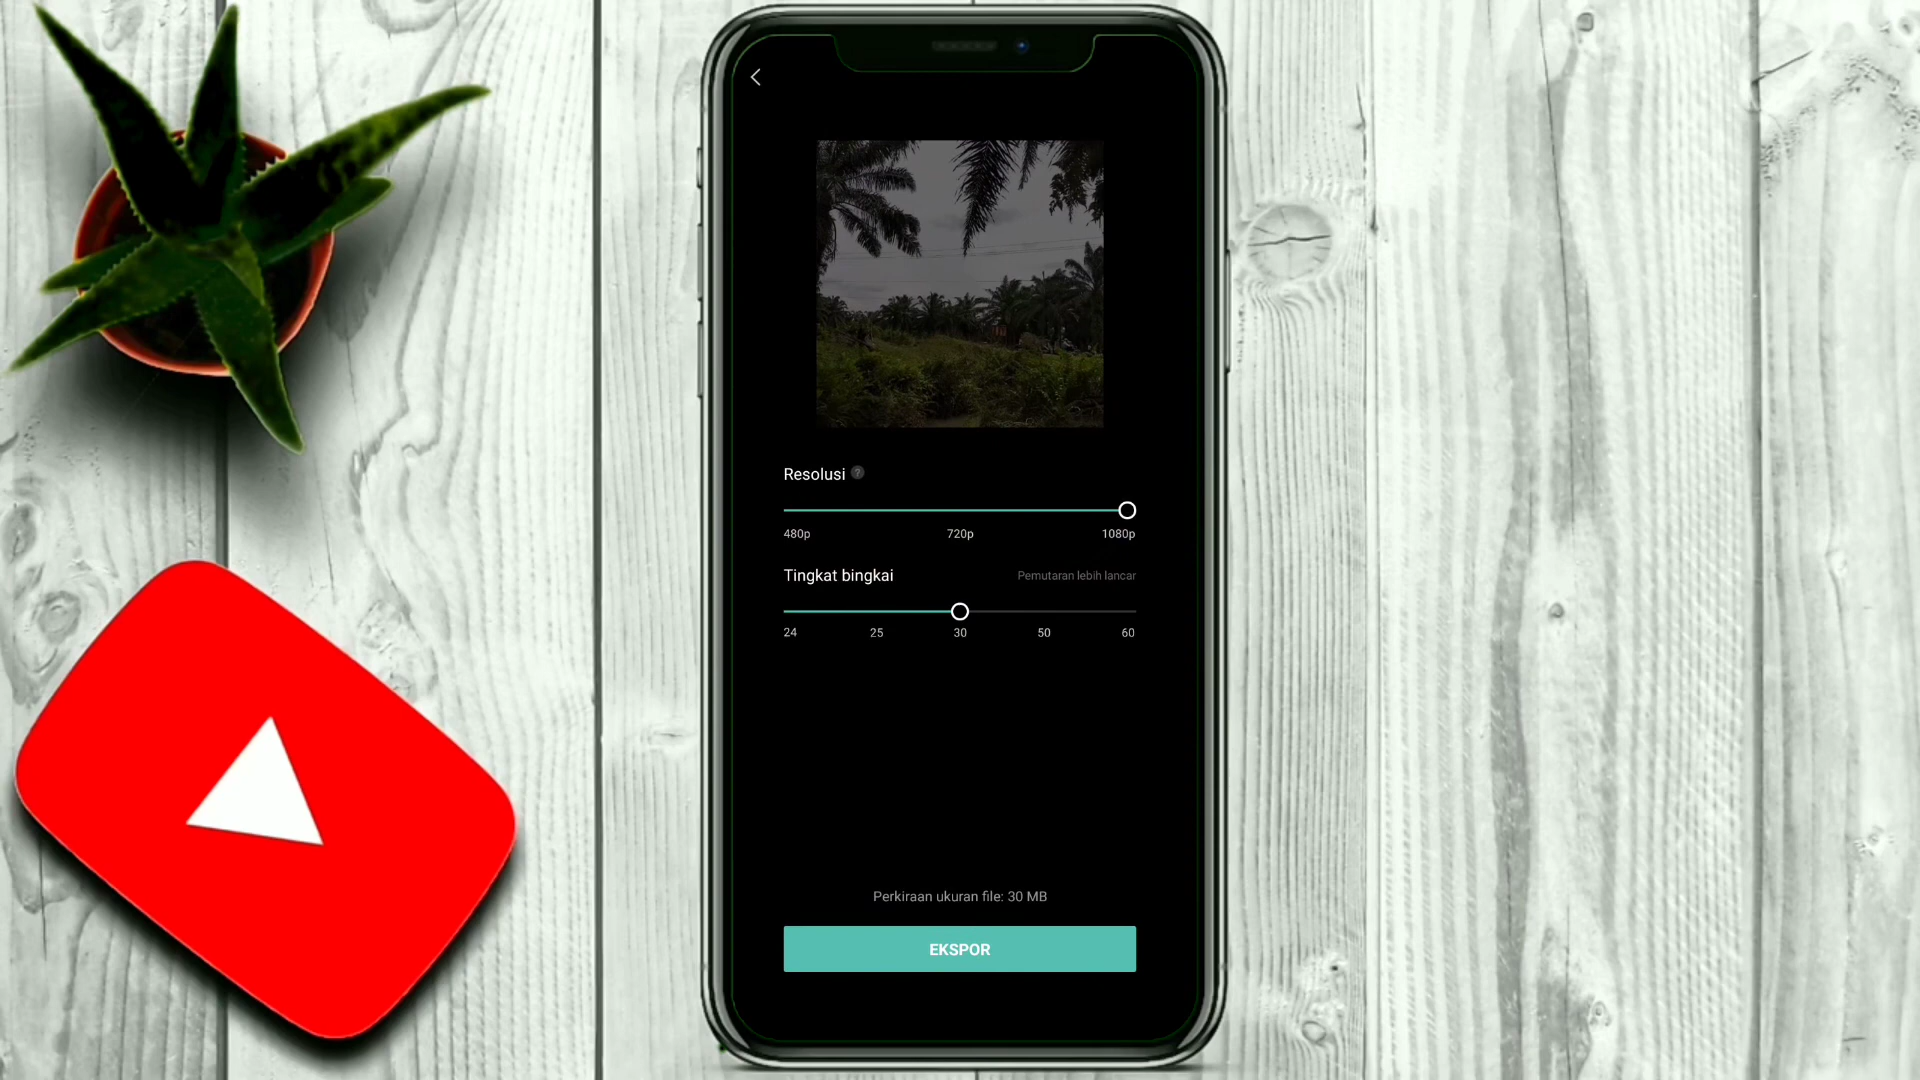 Resolusi ?
480p 720p 1080p
Tingkat bingkai Pemutaran lebih lancar
24 25 30 50 60
Perkiraan ukuran file: 30 MB
EKSPOR